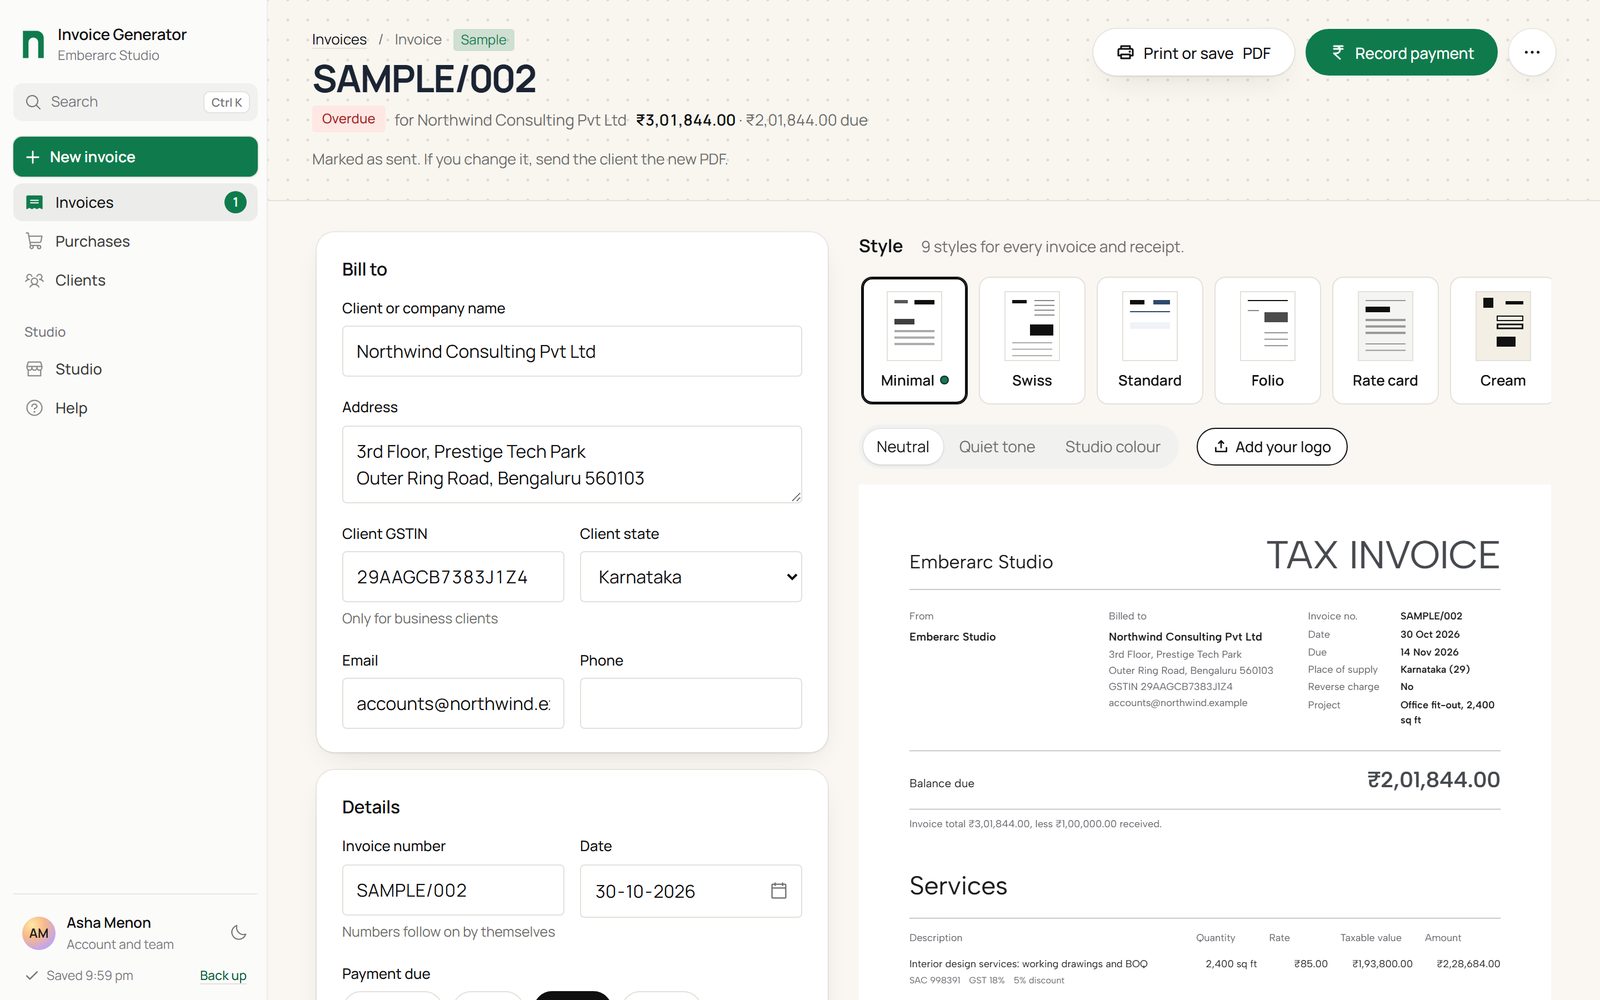 Invoice Generator
Emberarc Studio
Search
Ctrl K
New invoice
Invoices
1
Purchases
Clients
Studio
Studio
Help
AM
Asha Menon
Account and team
Saved 9:59 pm
Back up
Invoices / Invoice Sample
SAMPLE/002
Overdue for Northwind Consulting Pvt Ltd ₹3,01,844.00 · ₹2,01,844.00 due
Marked as sent. If you change it, send the client the new PDF.
Print or save PDF
₹ Record payment
Bill to
Client or company name
Northwind Consulting Pvt Ltd
Address
3rd Floor, Prestige Tech Park
Outer Ring Road, Bengaluru 560103
Client GSTIN
Client state
29AAGCB7383J1Z4
Karnataka
Only for business clients
Email
Phone
accounts@northwind.e
Details
Invoice number
Date
SAMPLE/002
30-10-2026
Numbers follow on by themselves
Payment due
Style 9 styles for every invoice and receipt.
Minimal
Swiss
Standard
Folio
Rate card
Cream
Neutral
Quiet tone
Studio colour
Add your logo
Emberarc Studio
TAX INVOICE
From
Emberarc Studio
Billed to
Northwind Consulting Pvt Ltd
3rd Floor, Prestige Tech Park
Outer Ring Road, Bengaluru 560103
GSTIN 29AAGCB7383J1Z4
accounts@northwind.example
Invoice no. SAMPLE/002
Date 30 Oct 2026
Due 14 Nov 2026
Place of supply Karnataka (29)
Reverse charge No
Project Office fit-out, 2,400
sq ft
Balance due ₹2,01,844.00
Invoice total ₹3,01,844.00, less ₹1,00,000.00 received.
Services
Description Quantity Rate Taxable value Amount
Interior design services: working drawings and BOQ 2,400 sq ft ₹85.00 ₹1,93,800.00 ₹2,28,684.00
SAC 998391 GST 18% 5% discount